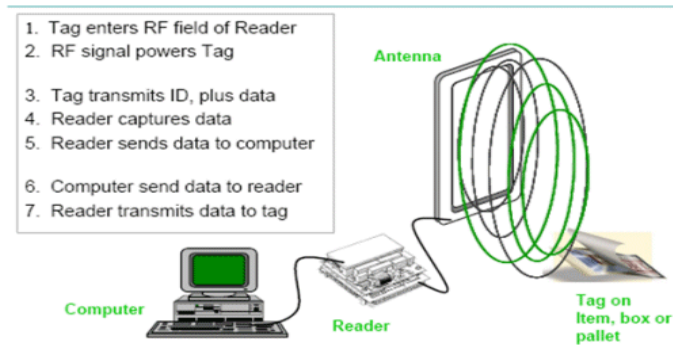 1. Tag enters RF field of Reader
2. RF signal powers Tag
3. Tag transmits ID, plus data
4. Reader captures data
5. Reader sends data to computer
6. Computer send data to reader
7. Reader transmits data to tag
Antenna
Computer
Reader
Tag on
Item, box or
pallet